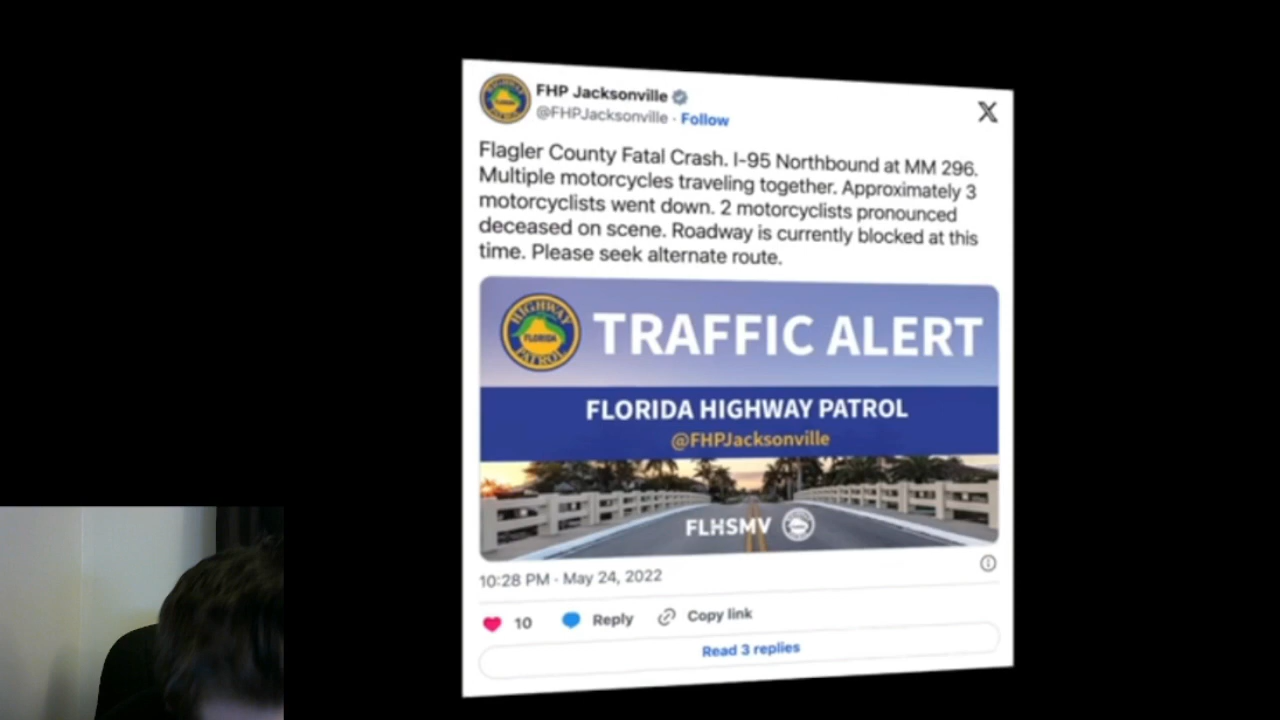 FHP Jacksonville
@FHPJacksonville · Follow
Flagler County Fatal Crash. I-95 Northbound at MM 296.
Multiple motorcycles traveling together. Approximately 3
motorcyclists went down. 2 motorcyclists pronounced
deceased on scene. Roadway is currently blocked at this
time. Please seek alternate route.
HIGHWAY
FLORIDA
PATROL
TRAFFIC ALERT
FLORIDA HIGHWAY PATROL
@FHPJacksonville
FLHSMV
10:28 PM · May 24, 2022
10 Reply Copy link
Read 3 replies